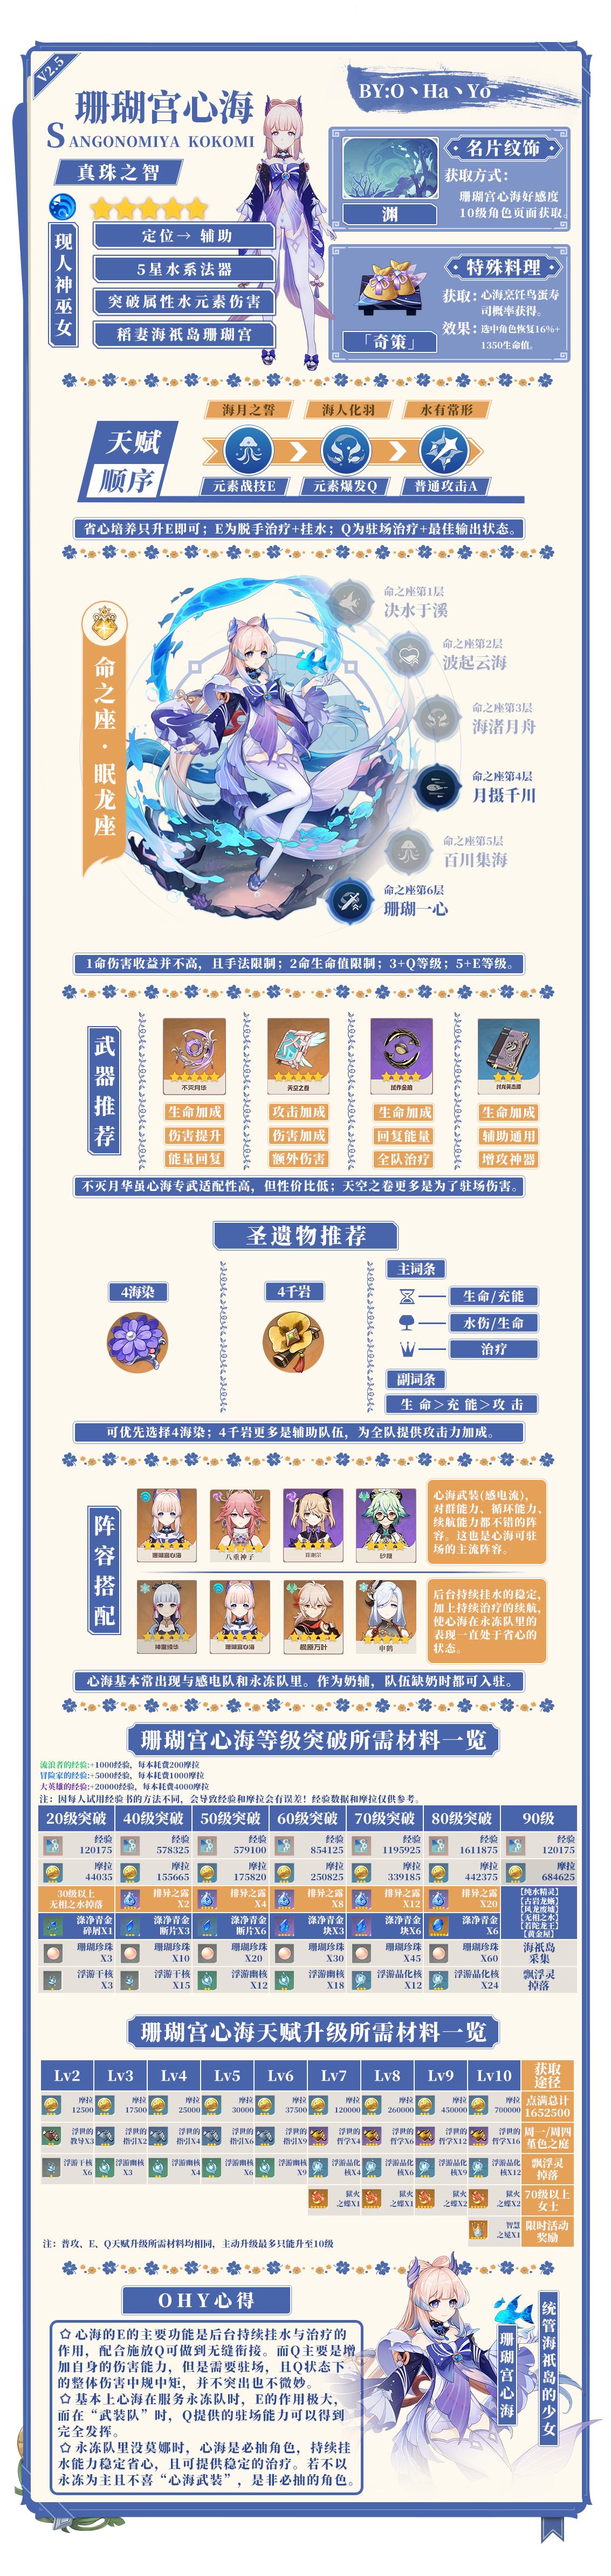 V2.5
珊瑚宫心海
SANGONOMIYA KOKOMI
BY:O丶Ha丶Yo
真珠之智
现人神巫女
定位→ 辅助
5星水系法器
突破属性水元素伤害
稻妻海祇岛珊瑚宫
名片纹饰
获取方式:
珊瑚宫心海好感度
10级角色页面获取。
渊
特殊料理
获取: 心海烹饪鸟蛋寿
司概率获得。
效果: 选中角色恢复16%+
1350生命值。
「奇策」
天赋
顺序
海月之誓
海人化羽
水有常形
元素战技E
元素爆发Q
普通攻击A
省心培养只升E即可；E为脱手治疗+挂水；Q为驻场治疗+最佳输出状态。
命之座·眠龙座
命之座第1层
决水于溪
命之座第2层
波起云海
命之座第3层
海渚月舟
命之座第4层
月摄千川
命之座第5层
百川集海
命之座第6层
珊瑚一心
1命伤害收益并不高，且手法限制；2命生命值限制；3+Q等级；5+E等级。
武器推荐
不灭月华
生命加成
伤害提升
能量回复
天空之卷
攻击加成
伤害加成
额外伤害
试作金珀
生命加成
回复能量
全队治疗
讨龙英杰谭
生命加成
辅助通用
增攻神器
不灭月华虽心海专武适配性高，但性价比低；天空之卷更多是为了驻场伤害。
圣遗物推荐
4海染
4千岩
主词条
生命/充能
水伤/生命
治疗
副词条
生 命>充 能>攻 击
可优先选择4海染；4千岩更多是辅助队伍，为全队提供攻击力加成。
阵容搭配
珊瑚宫心海
八重神子
菲谢尔
砂糖
心海武装(感电流)，
对群能力、循环能力、
续航能力都不错的阵
容。这也是心海可驻
场的主流阵容。
神里绫华
珊瑚宫心海
枫原万叶
申鹤
后台持续挂水的稳定，
加上持续治疗的续航，
使心海在永冻队里的
表现一直处于省心的
状态。
心海基本常出现与感电队和永冻队里。作为奶辅，队伍缺奶时都可入驻。
珊瑚宫心海等级突破所需材料一览
流浪者的经验:+1000经验，每本耗费200摩拉
冒险家的经验:+5000经验，每本耗费1000摩拉
大英雄的经验:+20000经验，每本耗费4000摩拉
注：因每人试用经验书的方法不同，会导致经验和摩拉会有误差！经验数据和摩拉仅供参考。
20级突破 40级突破 50级突破 60级突破 70级突破 80级突破 90级
经验 经验 经验 经验 经验 经验 经验
120175 578325 579100 854125 1195925 1611875 120175
摩拉 摩拉 摩拉 摩拉 摩拉 摩拉 摩拉
44035 155665 175820 250825 339185 442375 684625
30级以上
无相之水掉落
排异之露 排异之露 排异之露 排异之露 排异之露
X2 X4 X8 X12 X20
【纯水精灵】
【古岩龙蜥】
【风龙废墟】
【无相之水】
【若陀龙王】
【黄金屋】
涤净青金 涤净青金 涤净青金 涤净青金 涤净青金 涤净青金
碎屑X1 断片X3 断片X6 块X3 块X6 X6
珊瑚珍珠 珊瑚珍珠 珊瑚珍珠 珊瑚珍珠 珊瑚珍珠 珊瑚珍珠 海祇岛
X3 X10 X20 X30 X45 X60 采集
浮游干核 浮游干核 浮游幽核 浮游幽核 浮游晶化核 浮游晶化核 飘浮灵
X3 X15 X12 X18 X12 X24 掉落
珊瑚宫心海天赋升级所需材料一览
Lv2 Lv3 Lv4 Lv5 Lv6 Lv7 Lv8 Lv9 Lv10 获取
途径
摩拉 摩拉 摩拉 摩拉 摩拉 摩拉 摩拉 摩拉 摩拉 点满总计
12500 17500 25000 30000 37500 120000 260000 450000 700000 1652500
浮世的 浮世的 浮世的 浮世的 浮世的 浮世的 浮世的 浮世的 浮世的 周一/周四
教导X3 指引X2 指引X4 指引X6 指引X9 哲学X4 哲学X6 哲学X12 哲学X16 堇色之庭
浮游干核 浮游幽核 浮游幽核 浮游幽核 浮游幽核 浮游晶化 浮游晶化 浮游晶化 浮游晶化 飘浮灵
X6 X3 X4 X6 X9 核X4 核X6 核X9 核X12 掉落
狱火 狱火 狱火 狱火 70级以上
之蝶X1 之蝶X1 之蝶X2 之蝶X2 女士
智慧 限时活动
之冕X1 奖励
注：普攻、E、Q天赋升级所需材料均相同，主动升级最多只能升至10级
OHY心得
✩心海的E的主要功能是后台持续挂水与治疗的
作用，配合施放Q可做到无缝衔接。而Q主要是增
加自身的伤害能力，但是需要驻场，且Q状态下
的整体伤害中规中矩，并不突出也不微妙。
✩基本上心海在服务永冻队时，E的作用极大，
而在“武装队”时，Q提供的驻场能力可以得到
完全发挥。
✩永冻队里没莫娜时，心海是必抽角色，持续挂
水能力稳定省心，且可提供稳定的治疗。若不以
永冻为主且不喜“心海武装”，是非必抽的角色。
珊瑚宫心海
统管海祇岛的少女